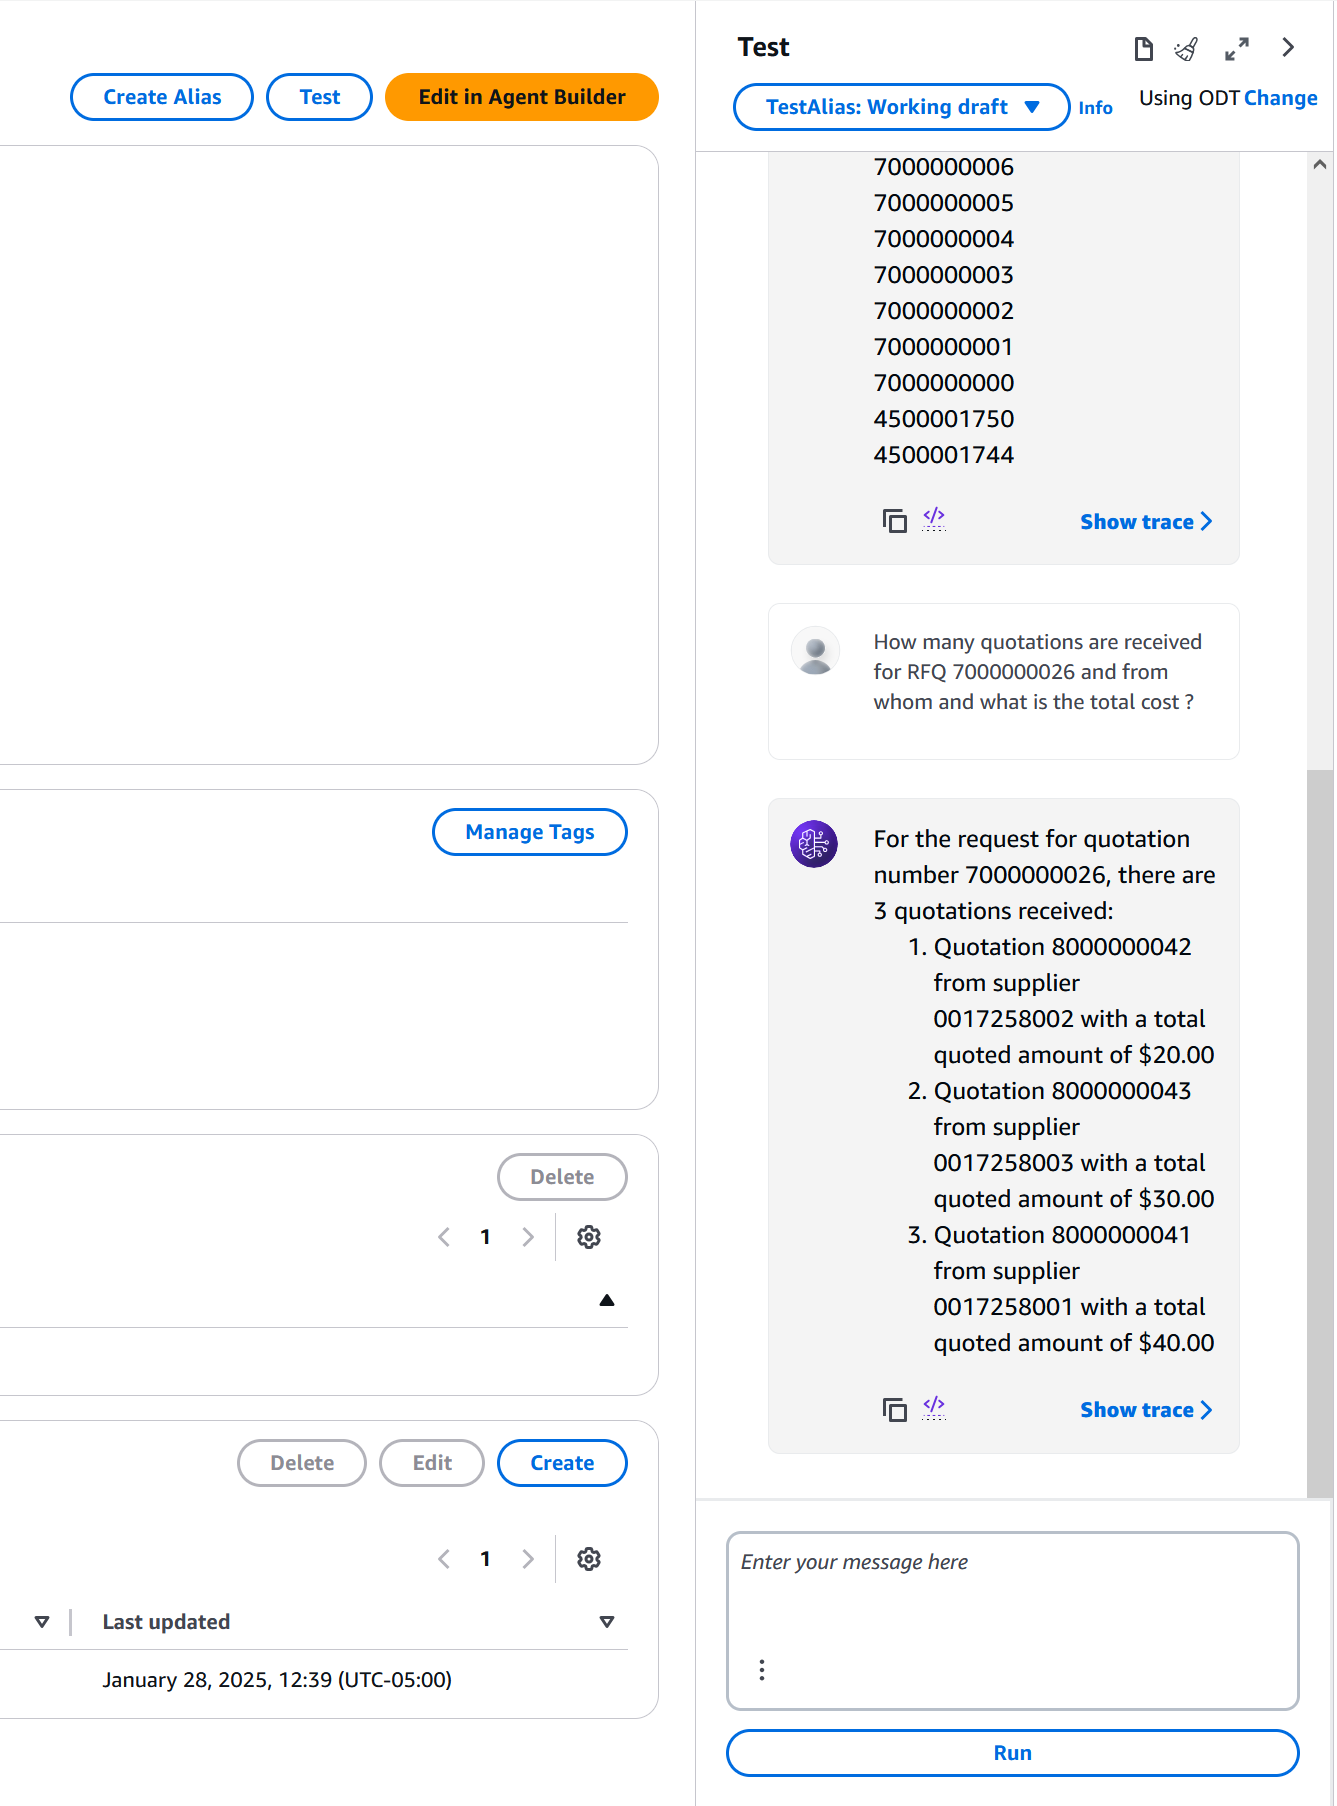 Create Alias
Test
Edit in Agent Builder
Manage Tags
Delete
1
Delete
Edit
Create
1
Last updated
January 28, 2025, 12:39 (UTC-05:00)
Test
TestAlias: Working draft
Info
Using ODT Change
7000000006
7000000005
7000000004
7000000003
7000000002
7000000001
7000000000
4500001750
4500001744
</>
Show trace
How many quotations are received
for RFQ 7000000026 and from
whom and what is the total cost ?
For the request for quotation
number 7000000026, there are
3 quotations received:
1. Quotation 8000000042
from supplier
0017258002 with a total
quoted amount of $20.00
2. Quotation 8000000043
from supplier
0017258003 with a total
quoted amount of $30.00
3. Quotation 8000000041
from supplier
0017258001 with a total
quoted amount of $40.00
</>
Show trace
Enter your message here
Run